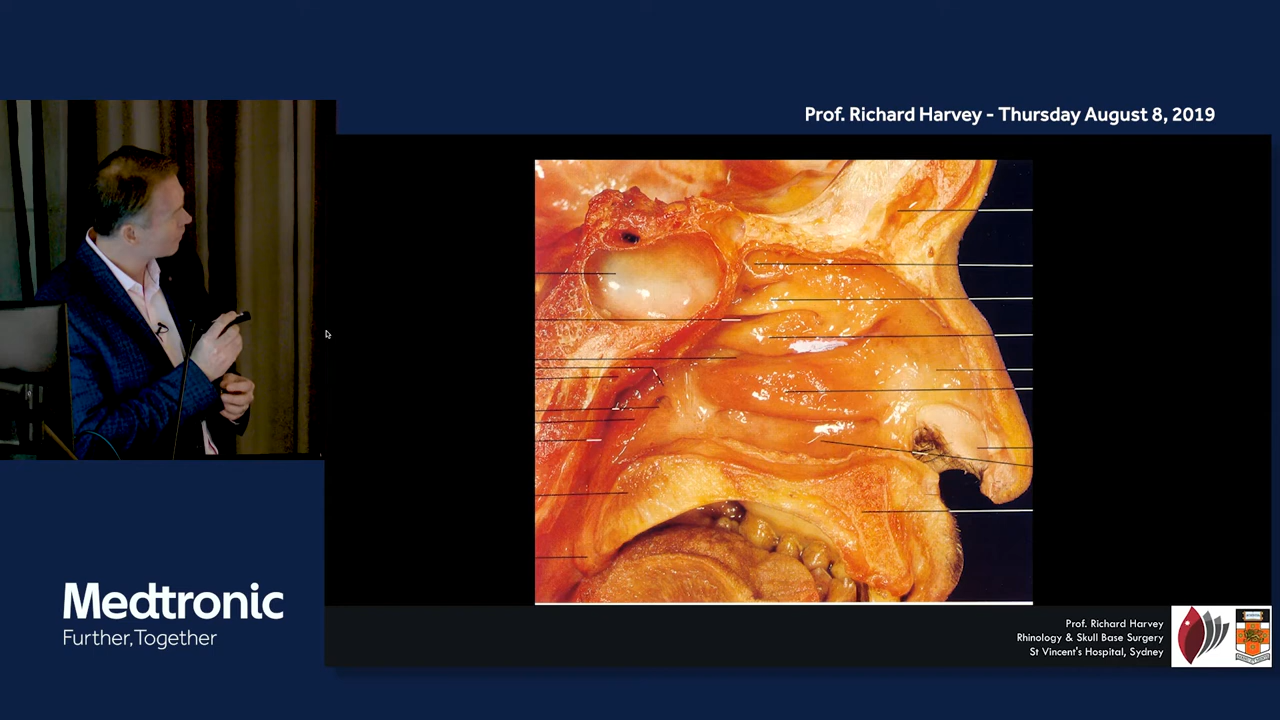 Prof. Richard Harvey - Thursday August 8, 2019
Medtronic
Further,Together
Prof. Richard Harvey
Rhinology & Skull Base Surgery
St Vincent's Hospital, Sydney